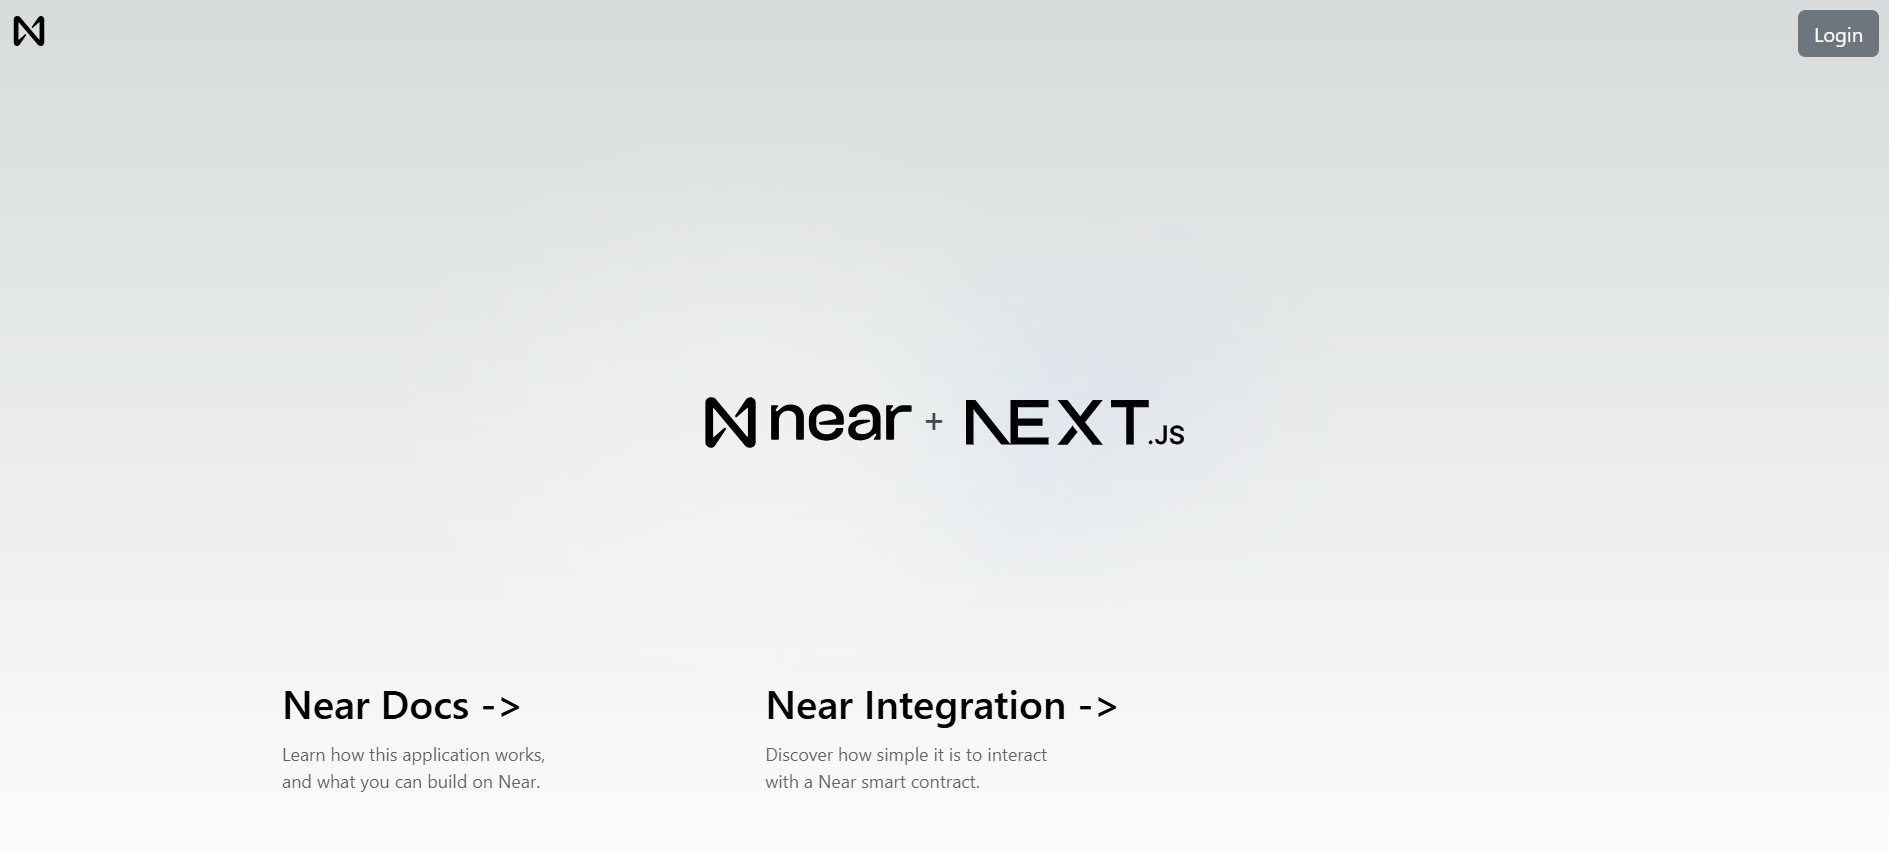 Login
near + NEXT.JS
Near Docs ->
Learn how this application works,
and what you can build on Near.
Near Integration ->
Discover how simple it is to interact
with a Near smart contract.